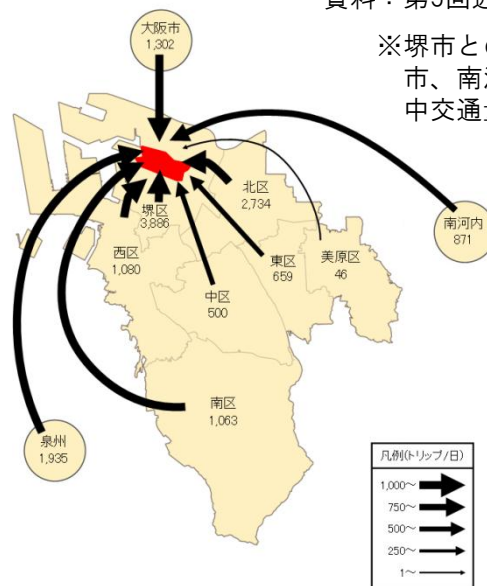 資料：第5回近
※堺市との
市、南河
中交通量
大阪市
1,302
北区
2,734
堺区
3,886
南河内
871
西区
1,080
東区
659
美原区
46
中区
500
南区
1,063
泉州
1,935
凡例(トリップ/日)
1,000～
750～
500～
250～
1～